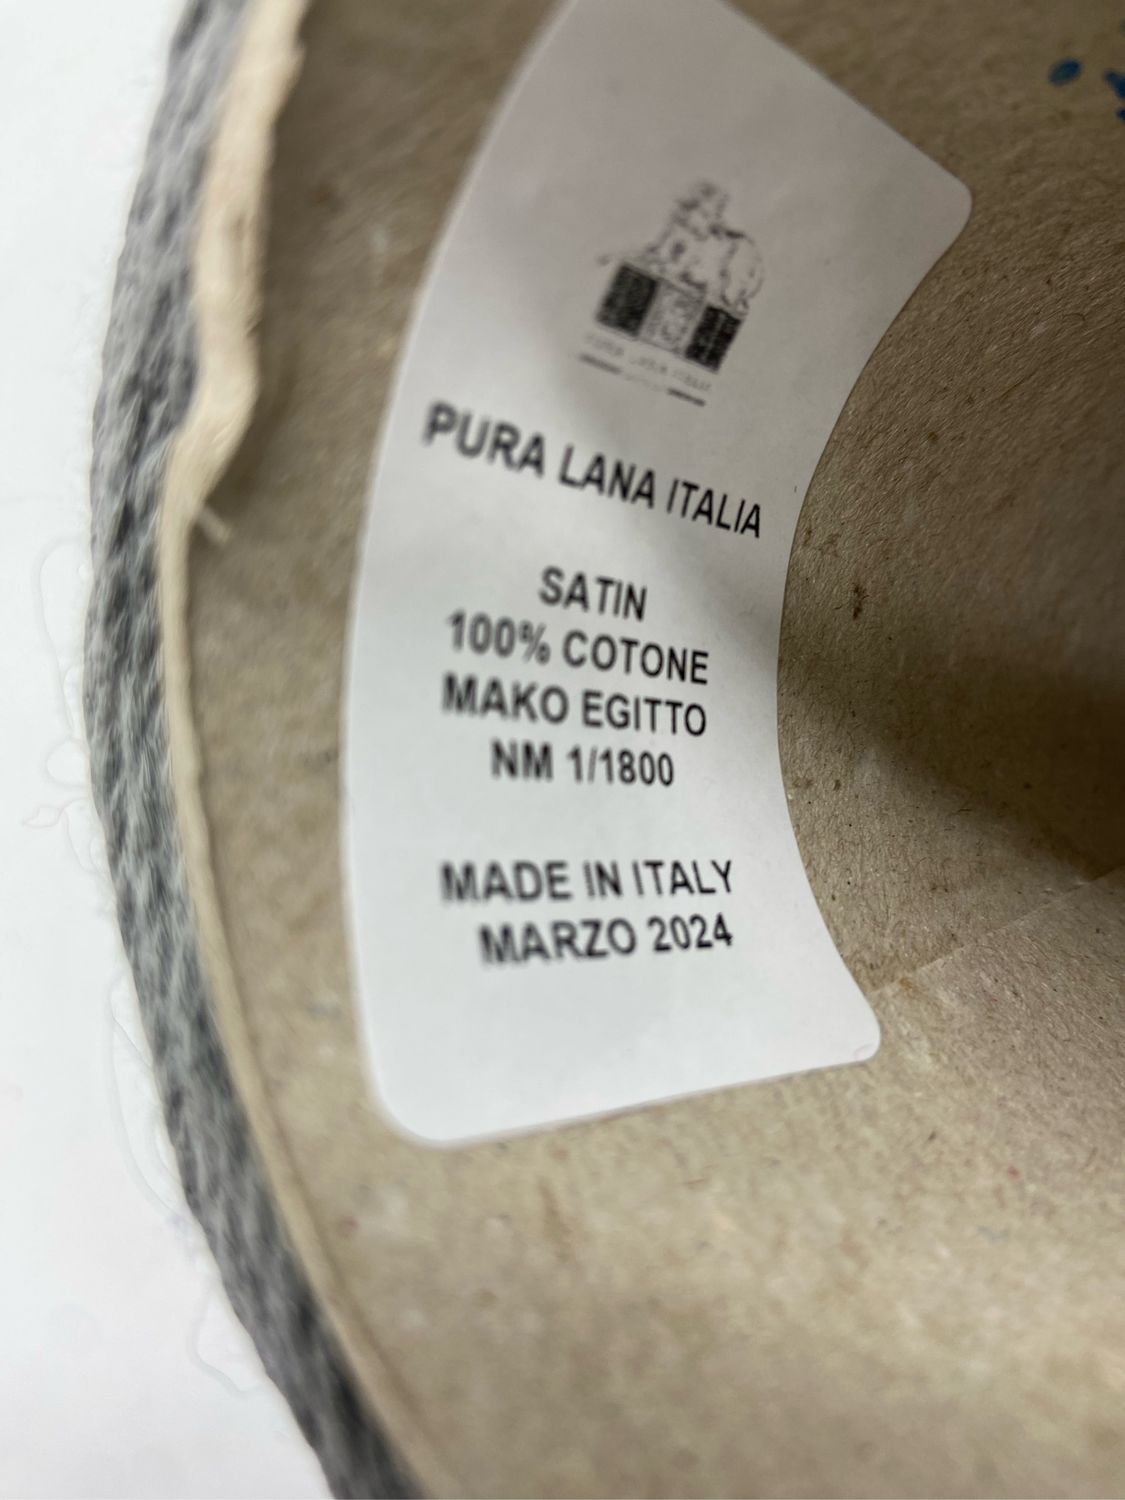 PURA LANA ITALIA
SATIN
100% COTONE
MAKO EGITTO
NM 1/1800
MADE IN ITALY
MARZO 2024